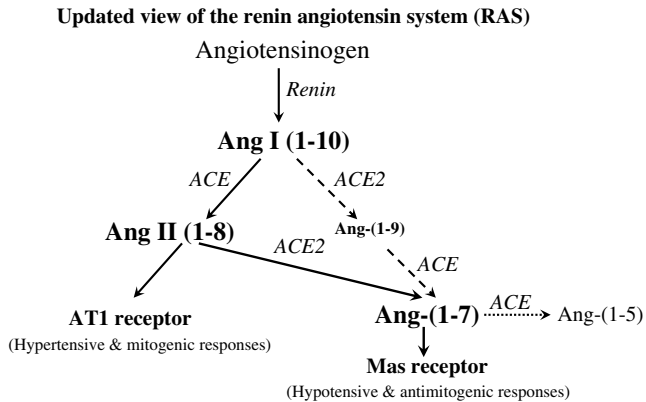 Updated view of the renin angiotensin system (RAS)
Angiotensinogen
Renin
Ang I (1-10)
ACE
ACE2
Ang II (1-8)
ACE2
Ang-(1-9)
ACE
AT1 receptor
(Hypertensive & mitogenic responses)
Ang-(1-7)
ACE
Ang-(1-5)
Mas receptor
(Hypotensive & antimitogenic responses)